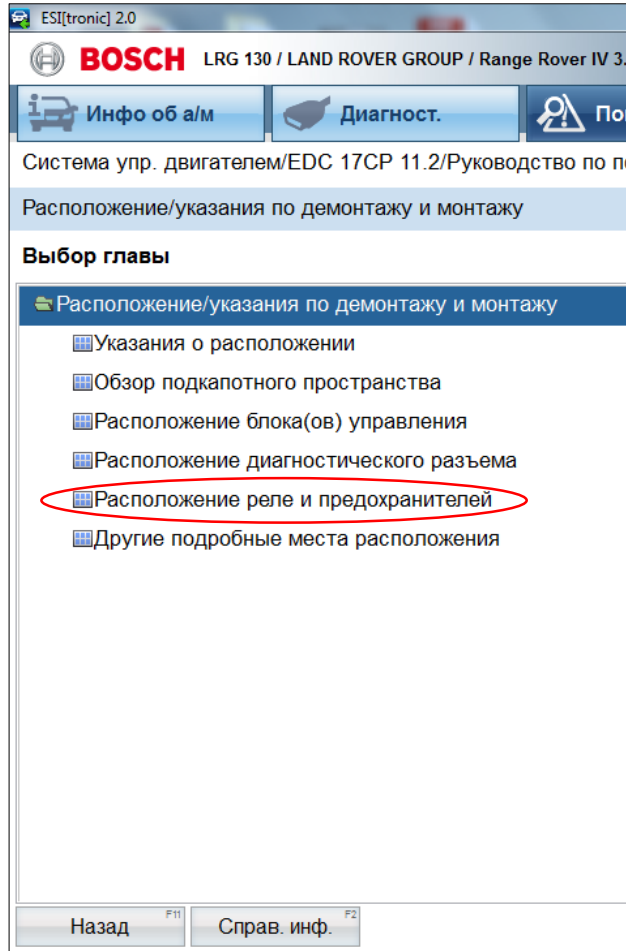 ESI[tronic] 2.0
BOSCH LRG 130 / LAND ROVER GROUP / Range Rover IV 3.
Инфо об а/м Диагност.
Система упр. двигателем/EDC 17CP 11.2/Руководство по
Расположение/указания по демонтажу и монтажу
Выбор главы
Расположение/указания по демонтажу и монтажу
Указания о расположении
Обзор подкапотного пространства
Расположение блока(ов) управления
Расположение диагностического разъема
Расположение реле и предохранителей
Другие подробные места расположения
Назад F11 Справ. инф. F2